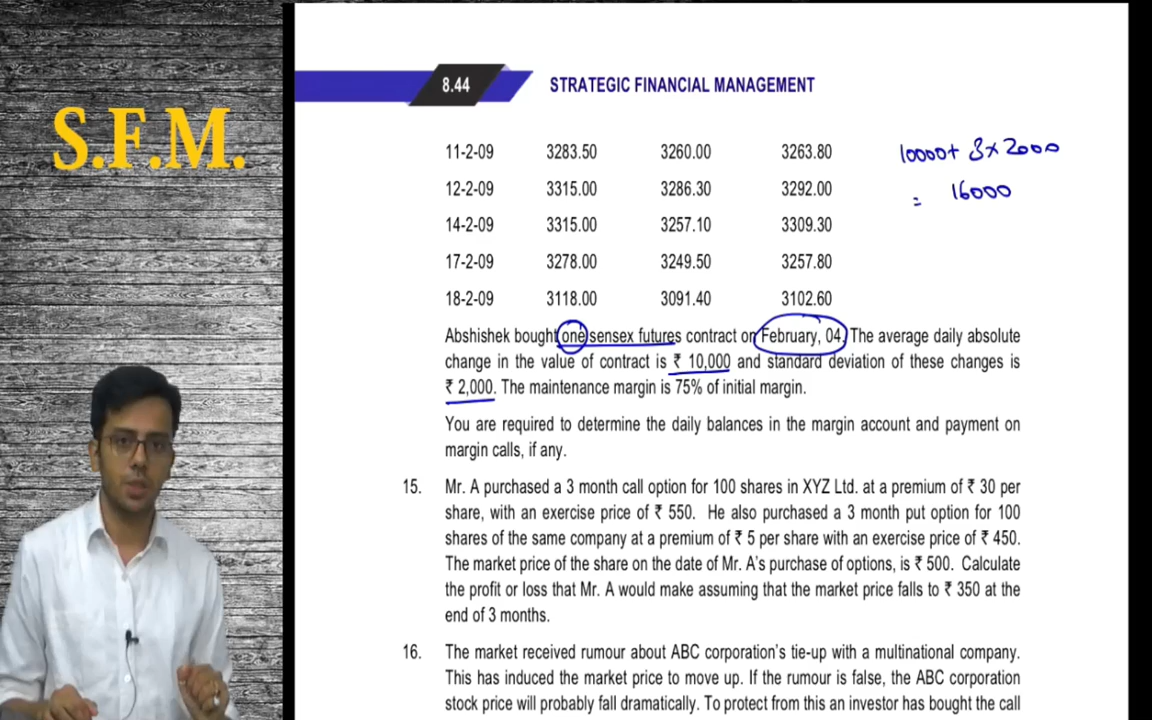 S.F.M.
8.44 STRATEGIC FINANCIAL MANAGEMENT
11-2-09 3283.50 3260.00 3263.80 10000+ 3×2000
12-2-09 3315.00 3286.30 3292.00 = 16000
14-2-09 3315.00 3257.10 3309.30
17-2-09 3278.00 3249.50 3257.80
18-2-09 3118.00 3091.40 3102.60
Abshishek bought one sensex futures contract on February, 04. The average daily absolute
change in the value of contract is ₹ 10,000 and standard deviation of these changes is
₹ 2,000. The maintenance margin is 75% of initial margin.
You are required to determine the daily balances in the margin account and payment on
margin calls, if any.
15. Mr. A purchased a 3 month call option for 100 shares in XYZ Ltd. at a premium of ₹ 30 per
share, with an exercise price of ₹ 550. He also purchased a 3 month put option for 100
shares of the same company at a premium of ₹ 5 per share with an exercise price of ₹ 450.
The market price of the share on the date of Mr. A's purchase of options, is ₹ 500. Calculate
the profit or loss that Mr. A would make assuming that the market price falls to ₹ 350 at the
end of 3 months.
16. The market received rumour about ABC corporation's tie-up with a multinational company.
This has induced the market price to move up. If the rumour is false, the ABC corporation
stock price will probably fall dramatically. To protect from this an investor has bought the call